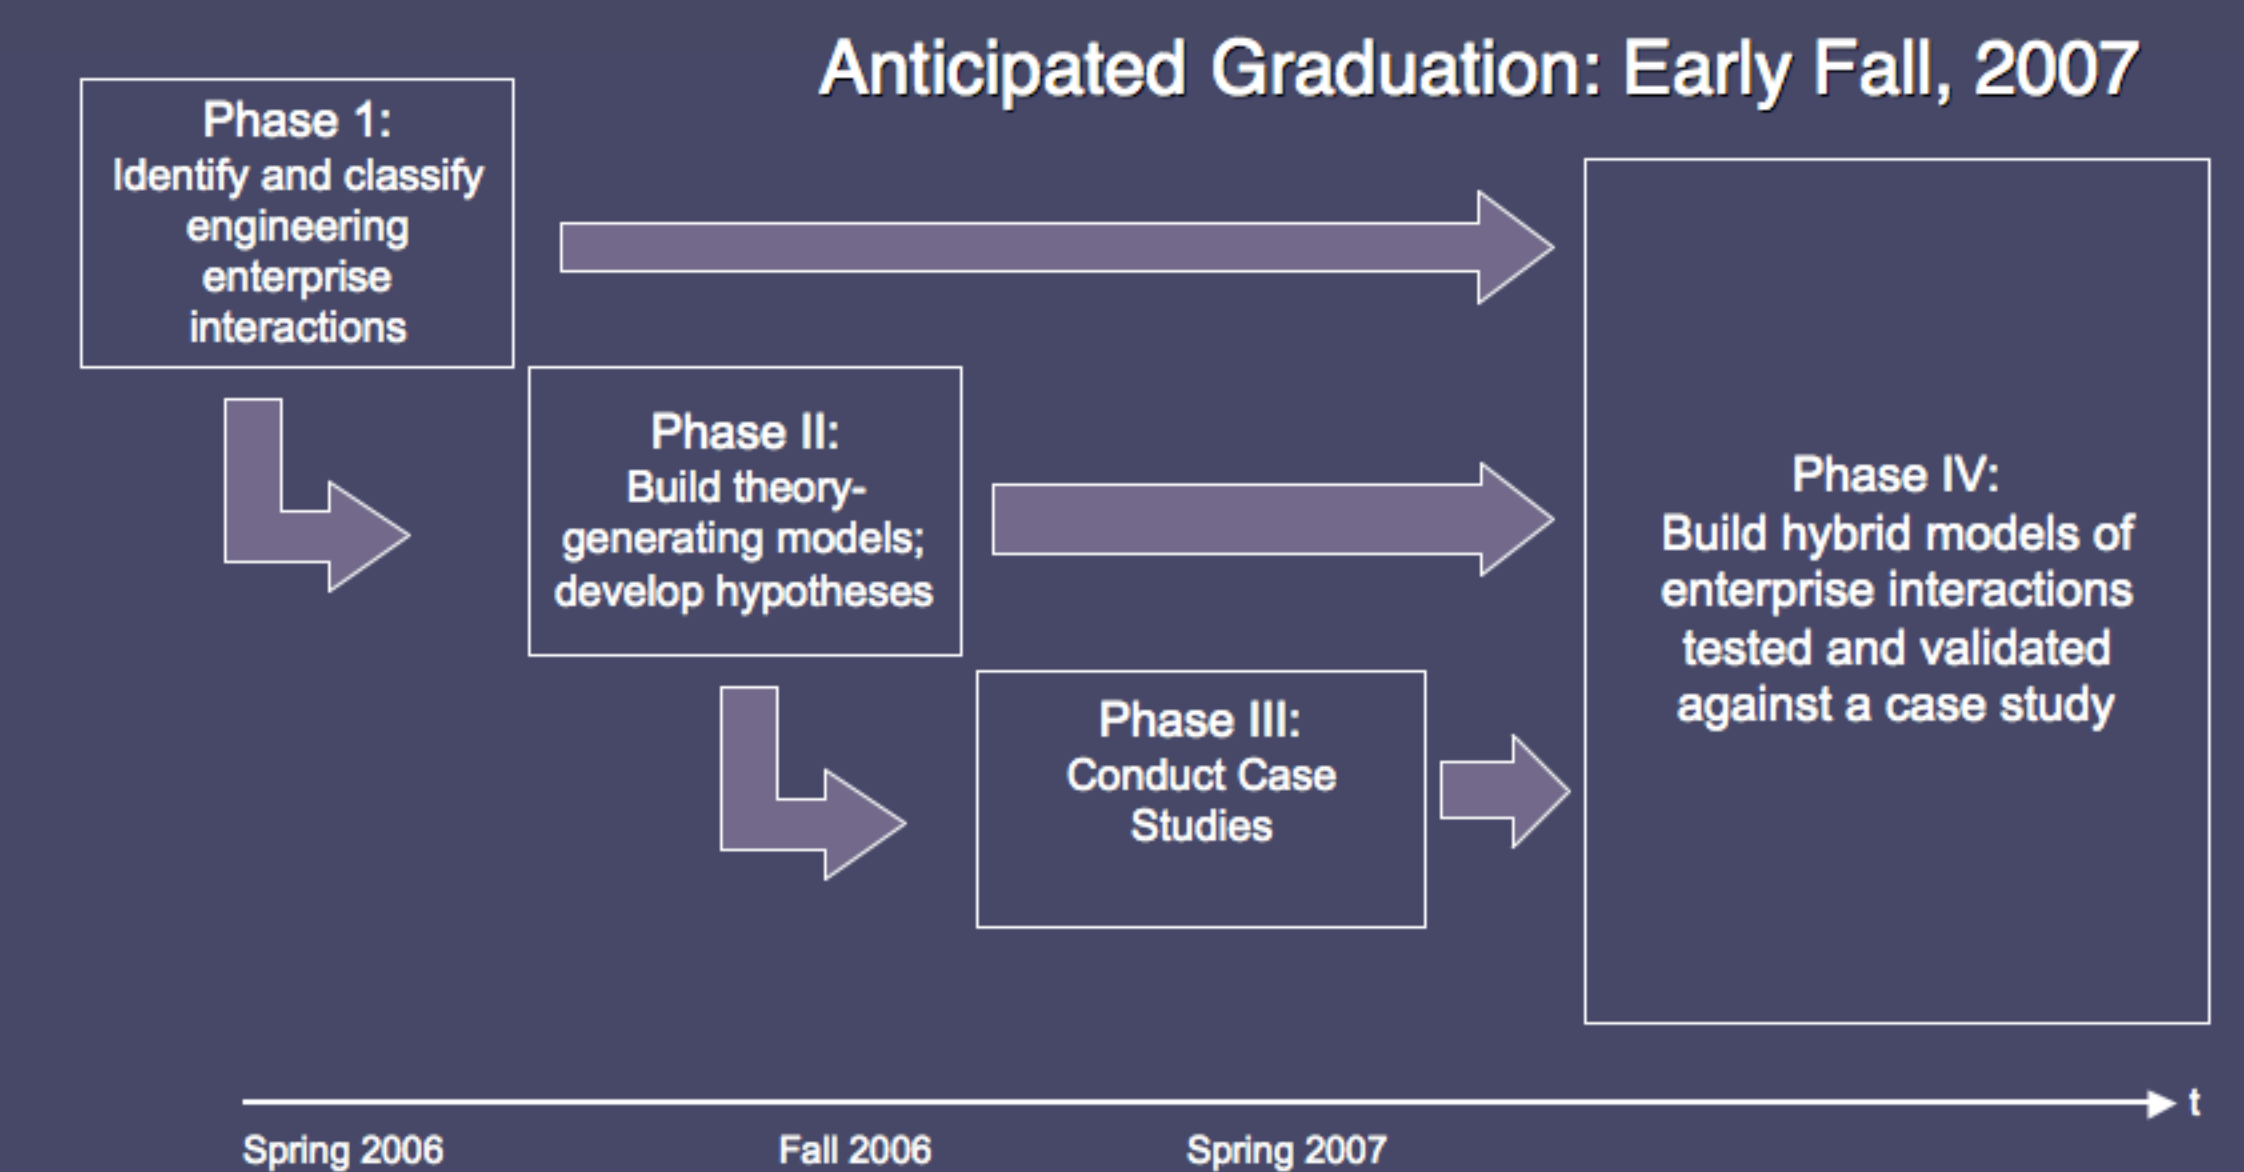 Anticipated Graduation: Early Fall, 2007
Phase 1:
Identify and classify
engineering
enterprise
interactions
Phase II:
Build theory-
generating models;
develop hypotheses
Phase III:
Conduct Case
Studies
Phase IV:
Build hybrid models of
enterprise interactions
tested and validated
against a case study
t
Spring 2006
Fall 2006
Spring 2007